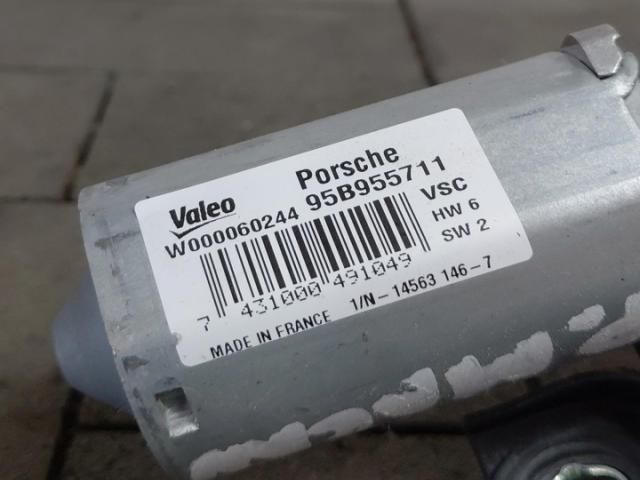 Valeo Porsche
W000060244 95B955711
VSC
HW 6
SW 2
7 431000 491049
MADE IN FRANCE 1/N-14563 146-7